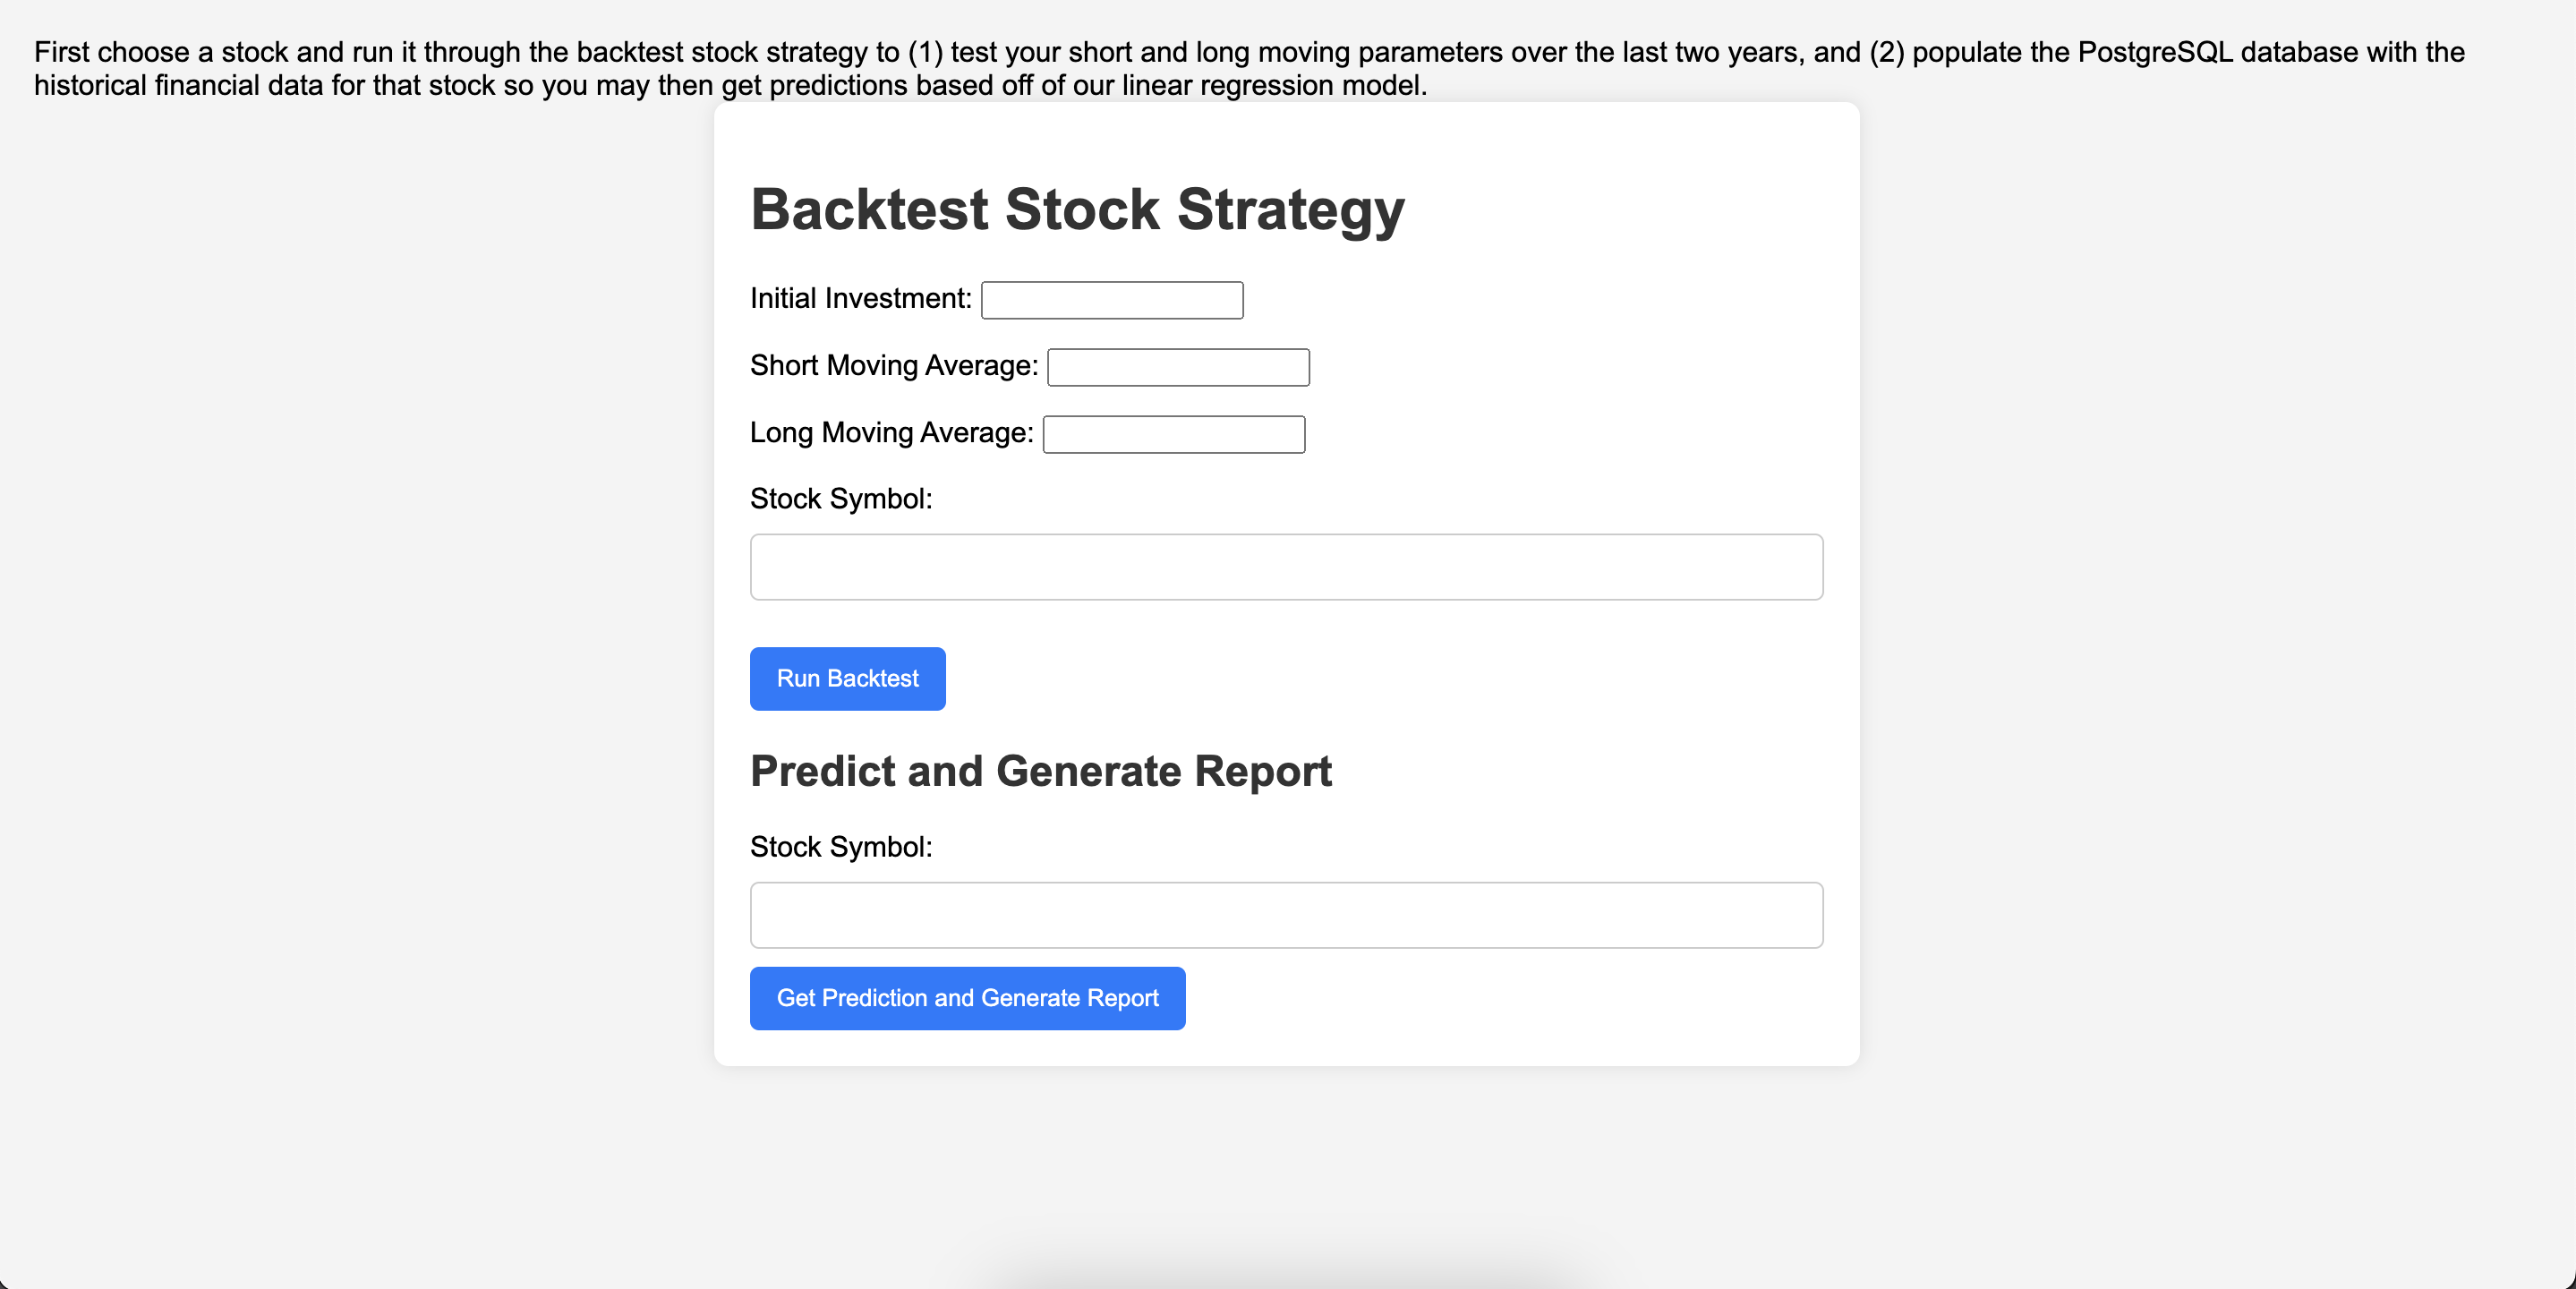 First choose a stock and run it through the backtest stock strategy to (1) test your short and long moving parameters over the last two years, and (2) populate the PostgreSQL database with the
historical financial data for that stock so you may then get predictions based off of our linear regression model.
Backtest Stock Strategy
Initial Investment:
Short Moving Average:
Long Moving Average:
Stock Symbol:
Run Backtest
Predict and Generate Report
Stock Symbol:
Get Prediction and Generate Report